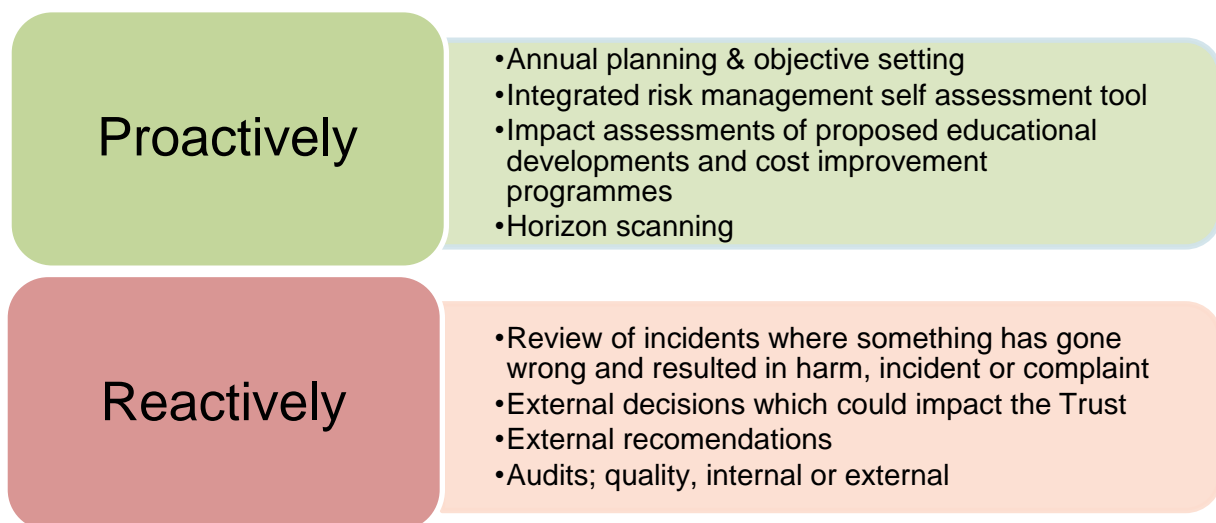 Proactively
•Annual planning & objective setting
•Integrated risk management self assessment tool
•Impact assessments of proposed educational
developments and cost improvement
programmes
•Horizon scanning
Reactively
•Review of incidents where something has gone
wrong and resulted in harm, incident or complaint
•External decisions which could impact the Trust
•External recomendations
•Audits; quality, internal or external